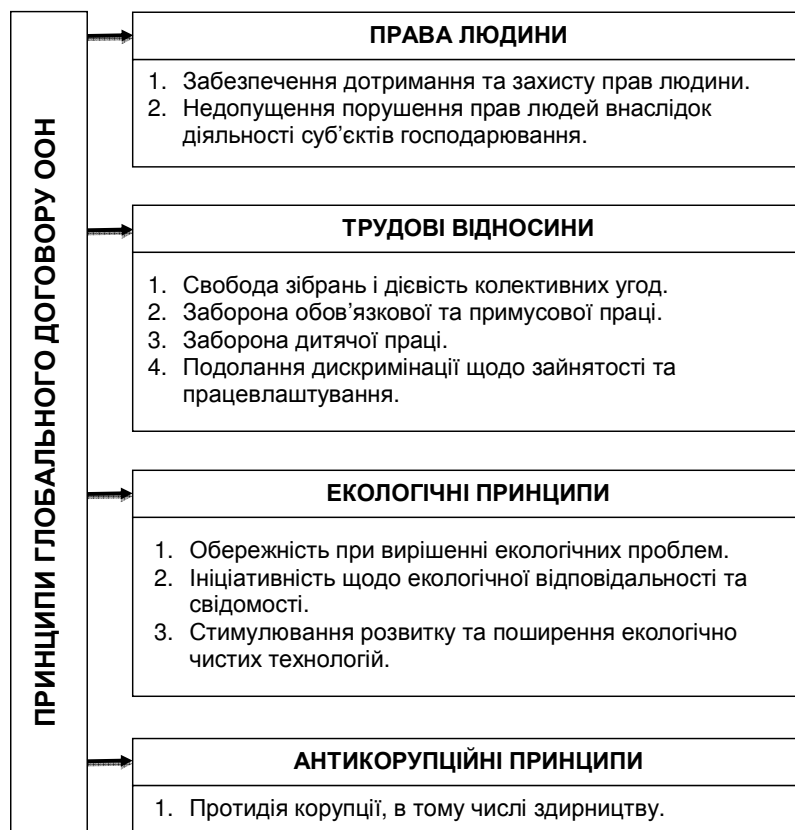 ПРИНЦИПИ ГЛОБАЛЬНОГО ДОГОВОРУ ООН
ПРАВА ЛЮДИНИ
1. Забезпечення дотримання та захисту прав людини.
2. Недопущення порушення прав людей внаслідок
діяльності суб’єктів господарювання.
ТРУДОВІ ВІДНОСИНИ
1. Свобода зібрань і дієвість колективних угод.
2. Заборона обов’язкової та примусової праці.
3. Заборона дитячої праці.
4. Подолання дискримінації щодо зайнятості та
працевлаштування.
ЕКОЛОГІЧНІ ПРИНЦИПИ
1. Обережність при вирішенні екологічних проблем.
2. Ініціативність щодо екологічної відповідальності та
свідомості.
3. Стимулювання розвитку та поширення екологічно
чистих технологій.
АНТИКОРУПЦІЙНІ ПРИНЦИПИ
1. Протидія корупції, в тому числі здирництву.